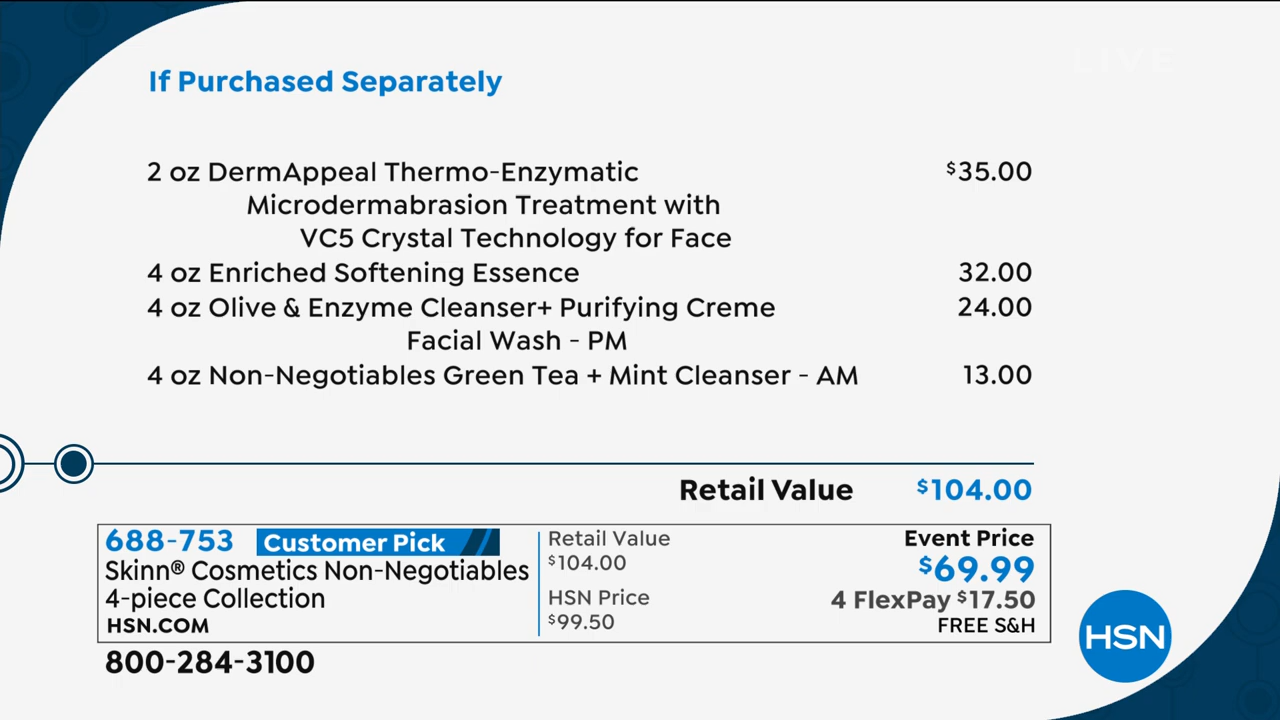 LIVE
If Purchased Separately
2 oz DermAppeal Thermo-Enzymatic $35.00
Microdermabrasion Treatment with
VC5 Crystal Technology for Face
4 oz Enriched Softening Essence 32.00
4 oz Olive & Enzyme Cleanser+ Purifying Creme 24.00
Facial Wash - PM
4 oz Non-Negotiables Green Tea + Mint Cleanser - AM 13.00
Retail Value $104.00
688-753 Customer Pick
Skinn® Cosmetics Non-Negotiables
4-piece Collection
HSN.COM
Retail Value
$104.00
HSN Price
$99.50
Event Price
$69.99
4 FlexPay $17.50
FREE S&H
HSN
800-284-3100